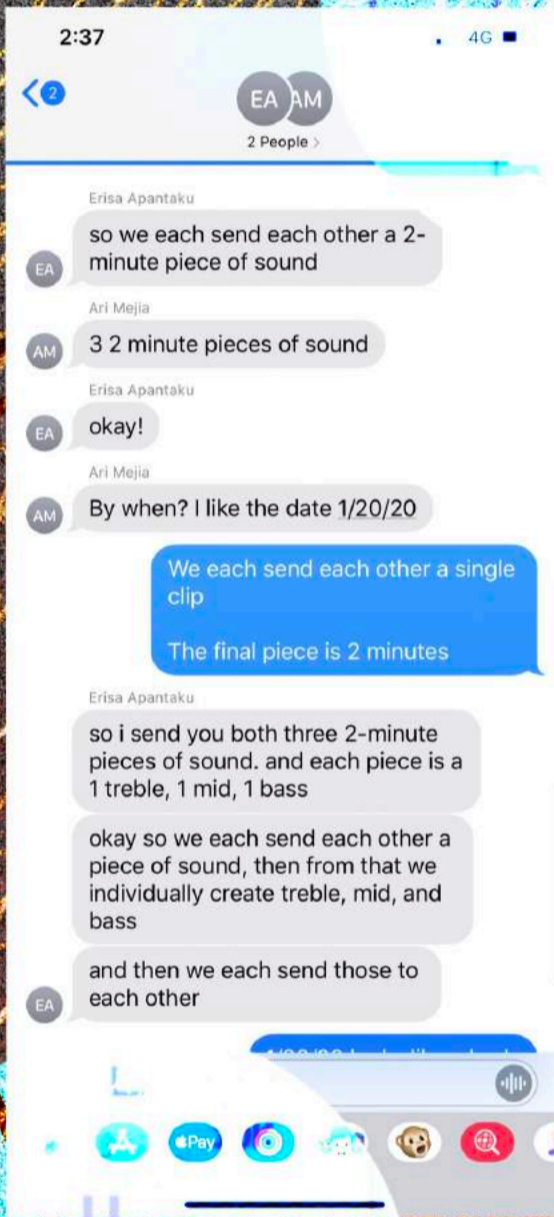 2:37
4G
2
EA AM
2 People >
Erisa Apantaku
so we each send each other a 2-
minute piece of sound
EA
Ari Mejia
3 2 minute pieces of sound
AM
Erisa Apantaku
okay!
EA
Ari Mejia
By when? I like the date 1/20/20
AM
We each send each other a single
clip
The final piece is 2 minutes
Erisa Apantaku
so i send you both three 2-minute
pieces of sound. and each piece is a
1 treble, 1 mid, 1 bass
okay so we each send each other a
piece of sound, then from that we
individually create treble, mid, and
bass
and then we each send those to
each other
EA
Pay